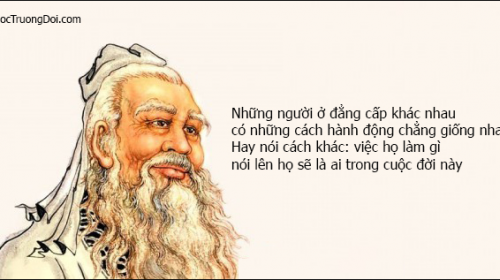 ocTruongDoi.com
Những người ở đẳng cấp khác nhau
có những cách hành động chẳng giống nha
Hay nói cách khác: việc họ làm gì
nói lên họ sẽ là ai trong cuộc đời này